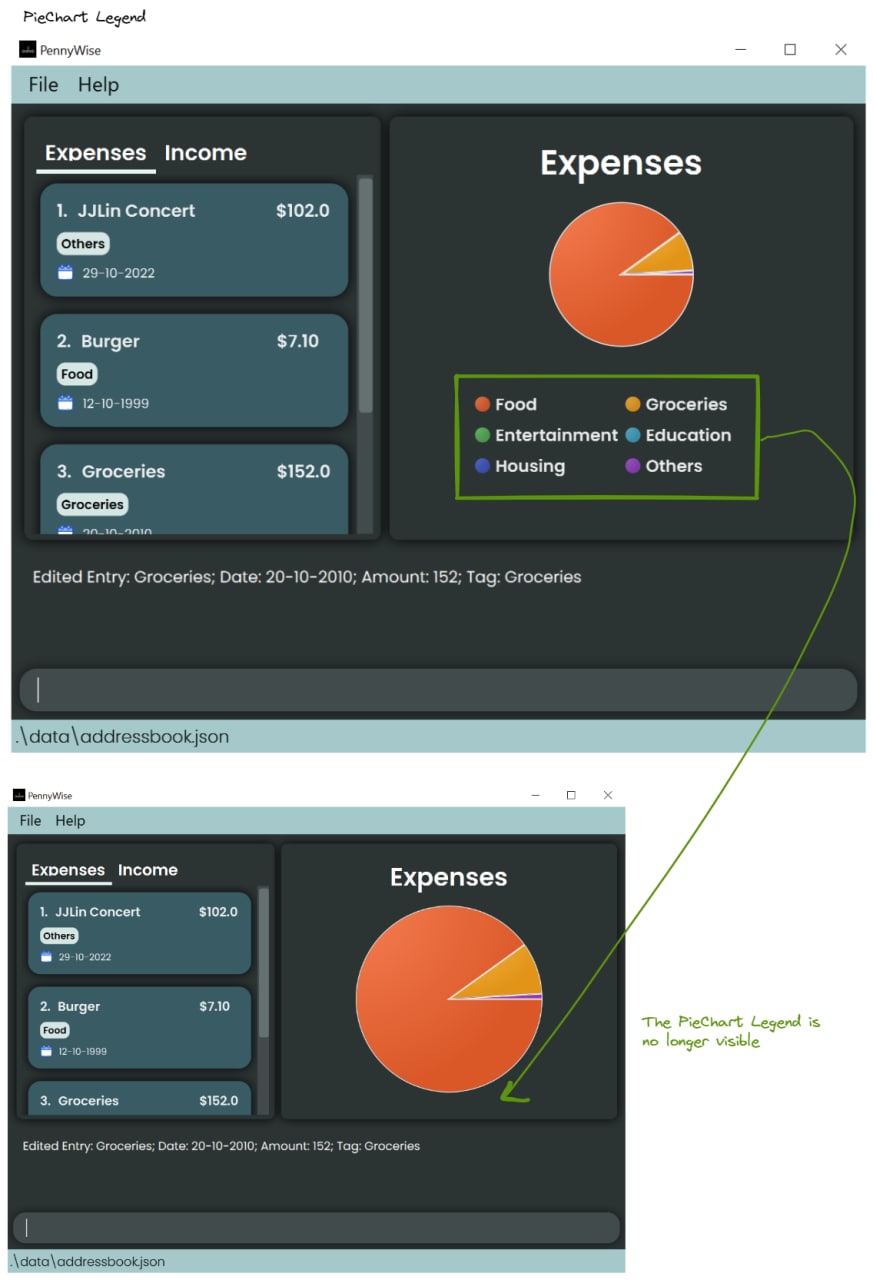 PieChart Legend
PennyWise
File Help
Expenses Income
1. JJLin Concert $102.0
Others
29-10-2022
2. Burger $7.10
Food
12-10-1999
3. Groceries $152.0
Groceries
20-10-2010
Expenses
Food Groceries
Entertainment Education
Housing Others
Edited Entry: Groceries; Date: 20-10-2010; Amount: 152; Tag: Groceries
.\data\addressbook.json
PennyWise
File Help
Expenses Income
1. JJLin Concert $102.0
Others
29-10-2022
2. Burger $7.10
Food
12-10-1999
3. Groceries $152.0
Expenses
The PieChart Legend is
no longer visible
Edited Entry: Groceries; Date: 20-10-2010; Amount: 152; Tag: Groceries
.\data\addressbook.json